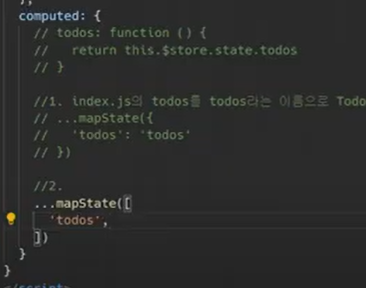 },
computed: {
// todos: function () {
//   return this.$store.state.todos
// }
//1. index.js의 todos를 todos라는 이름으로 Todo
// ...mapState({
//   'todos': 'todos'
// })
//2.
...mapState([
'todos',
])
}
}
</script>